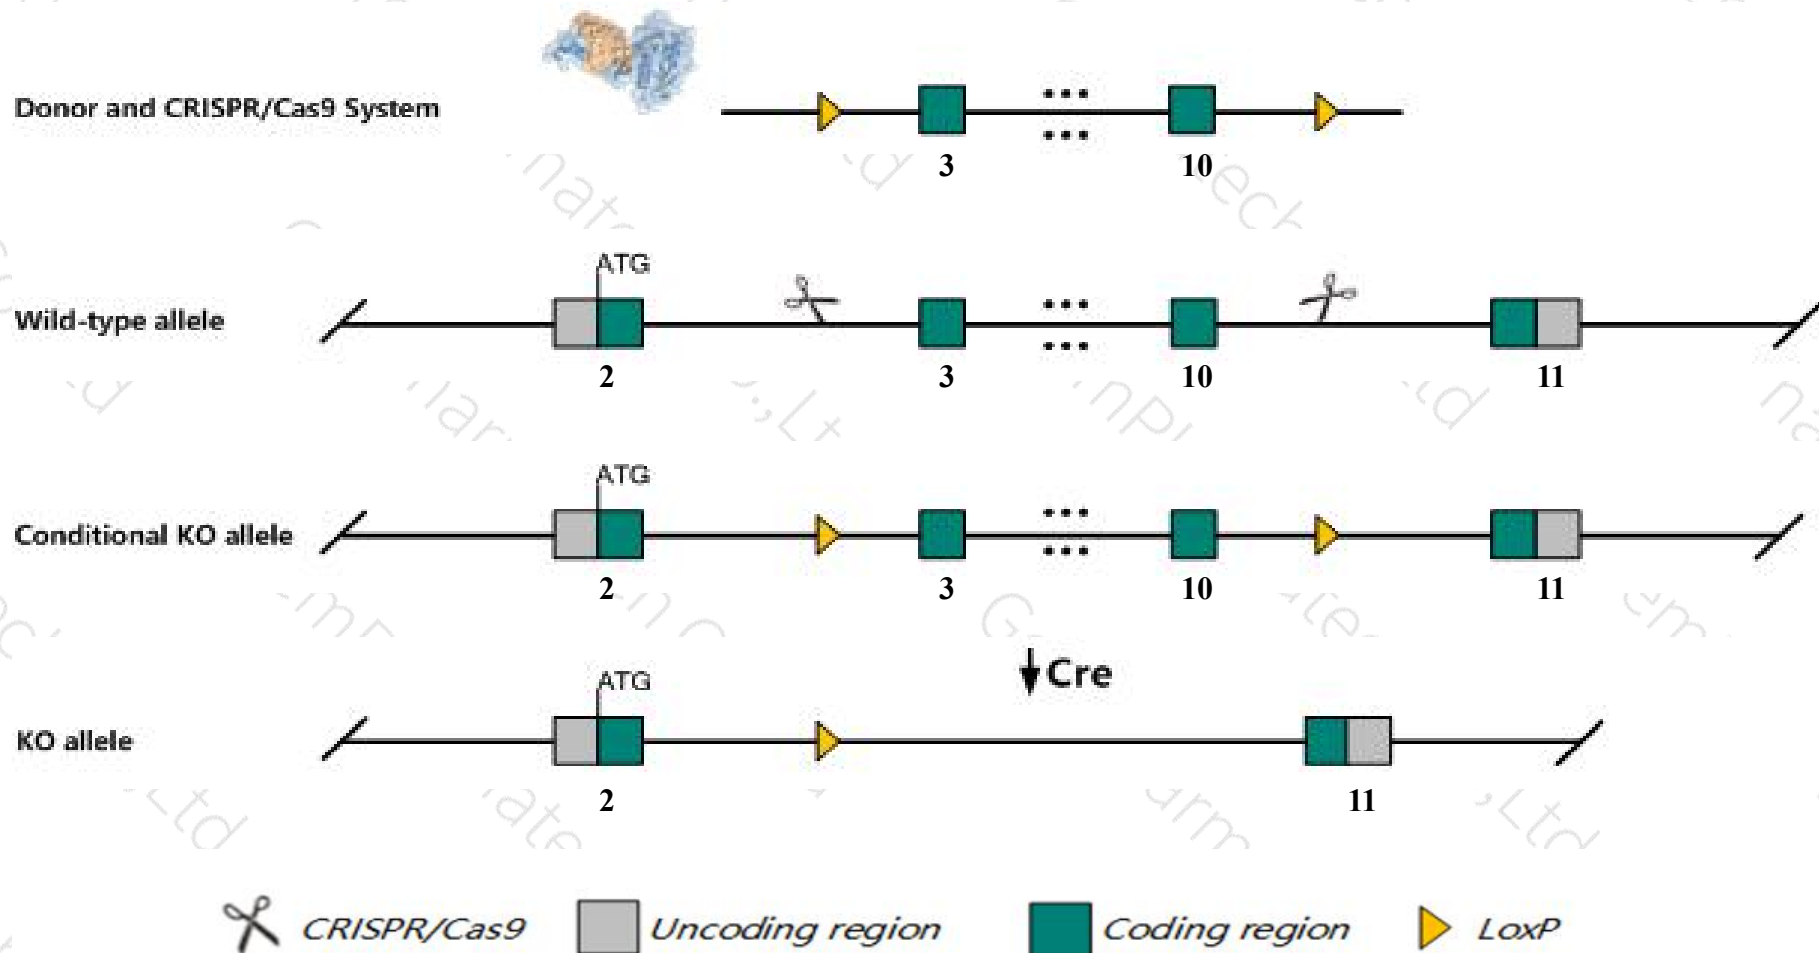 Donor and CRISPR/Cas9 System
3 10
ATG
Wild-type allele
2 3 10 11
ATG
Conditional KO allele
2 3 10 11
Cre
ATG
KO allele
2 11
CRISPR/Cas9 Uncoding region Coding region LoxP